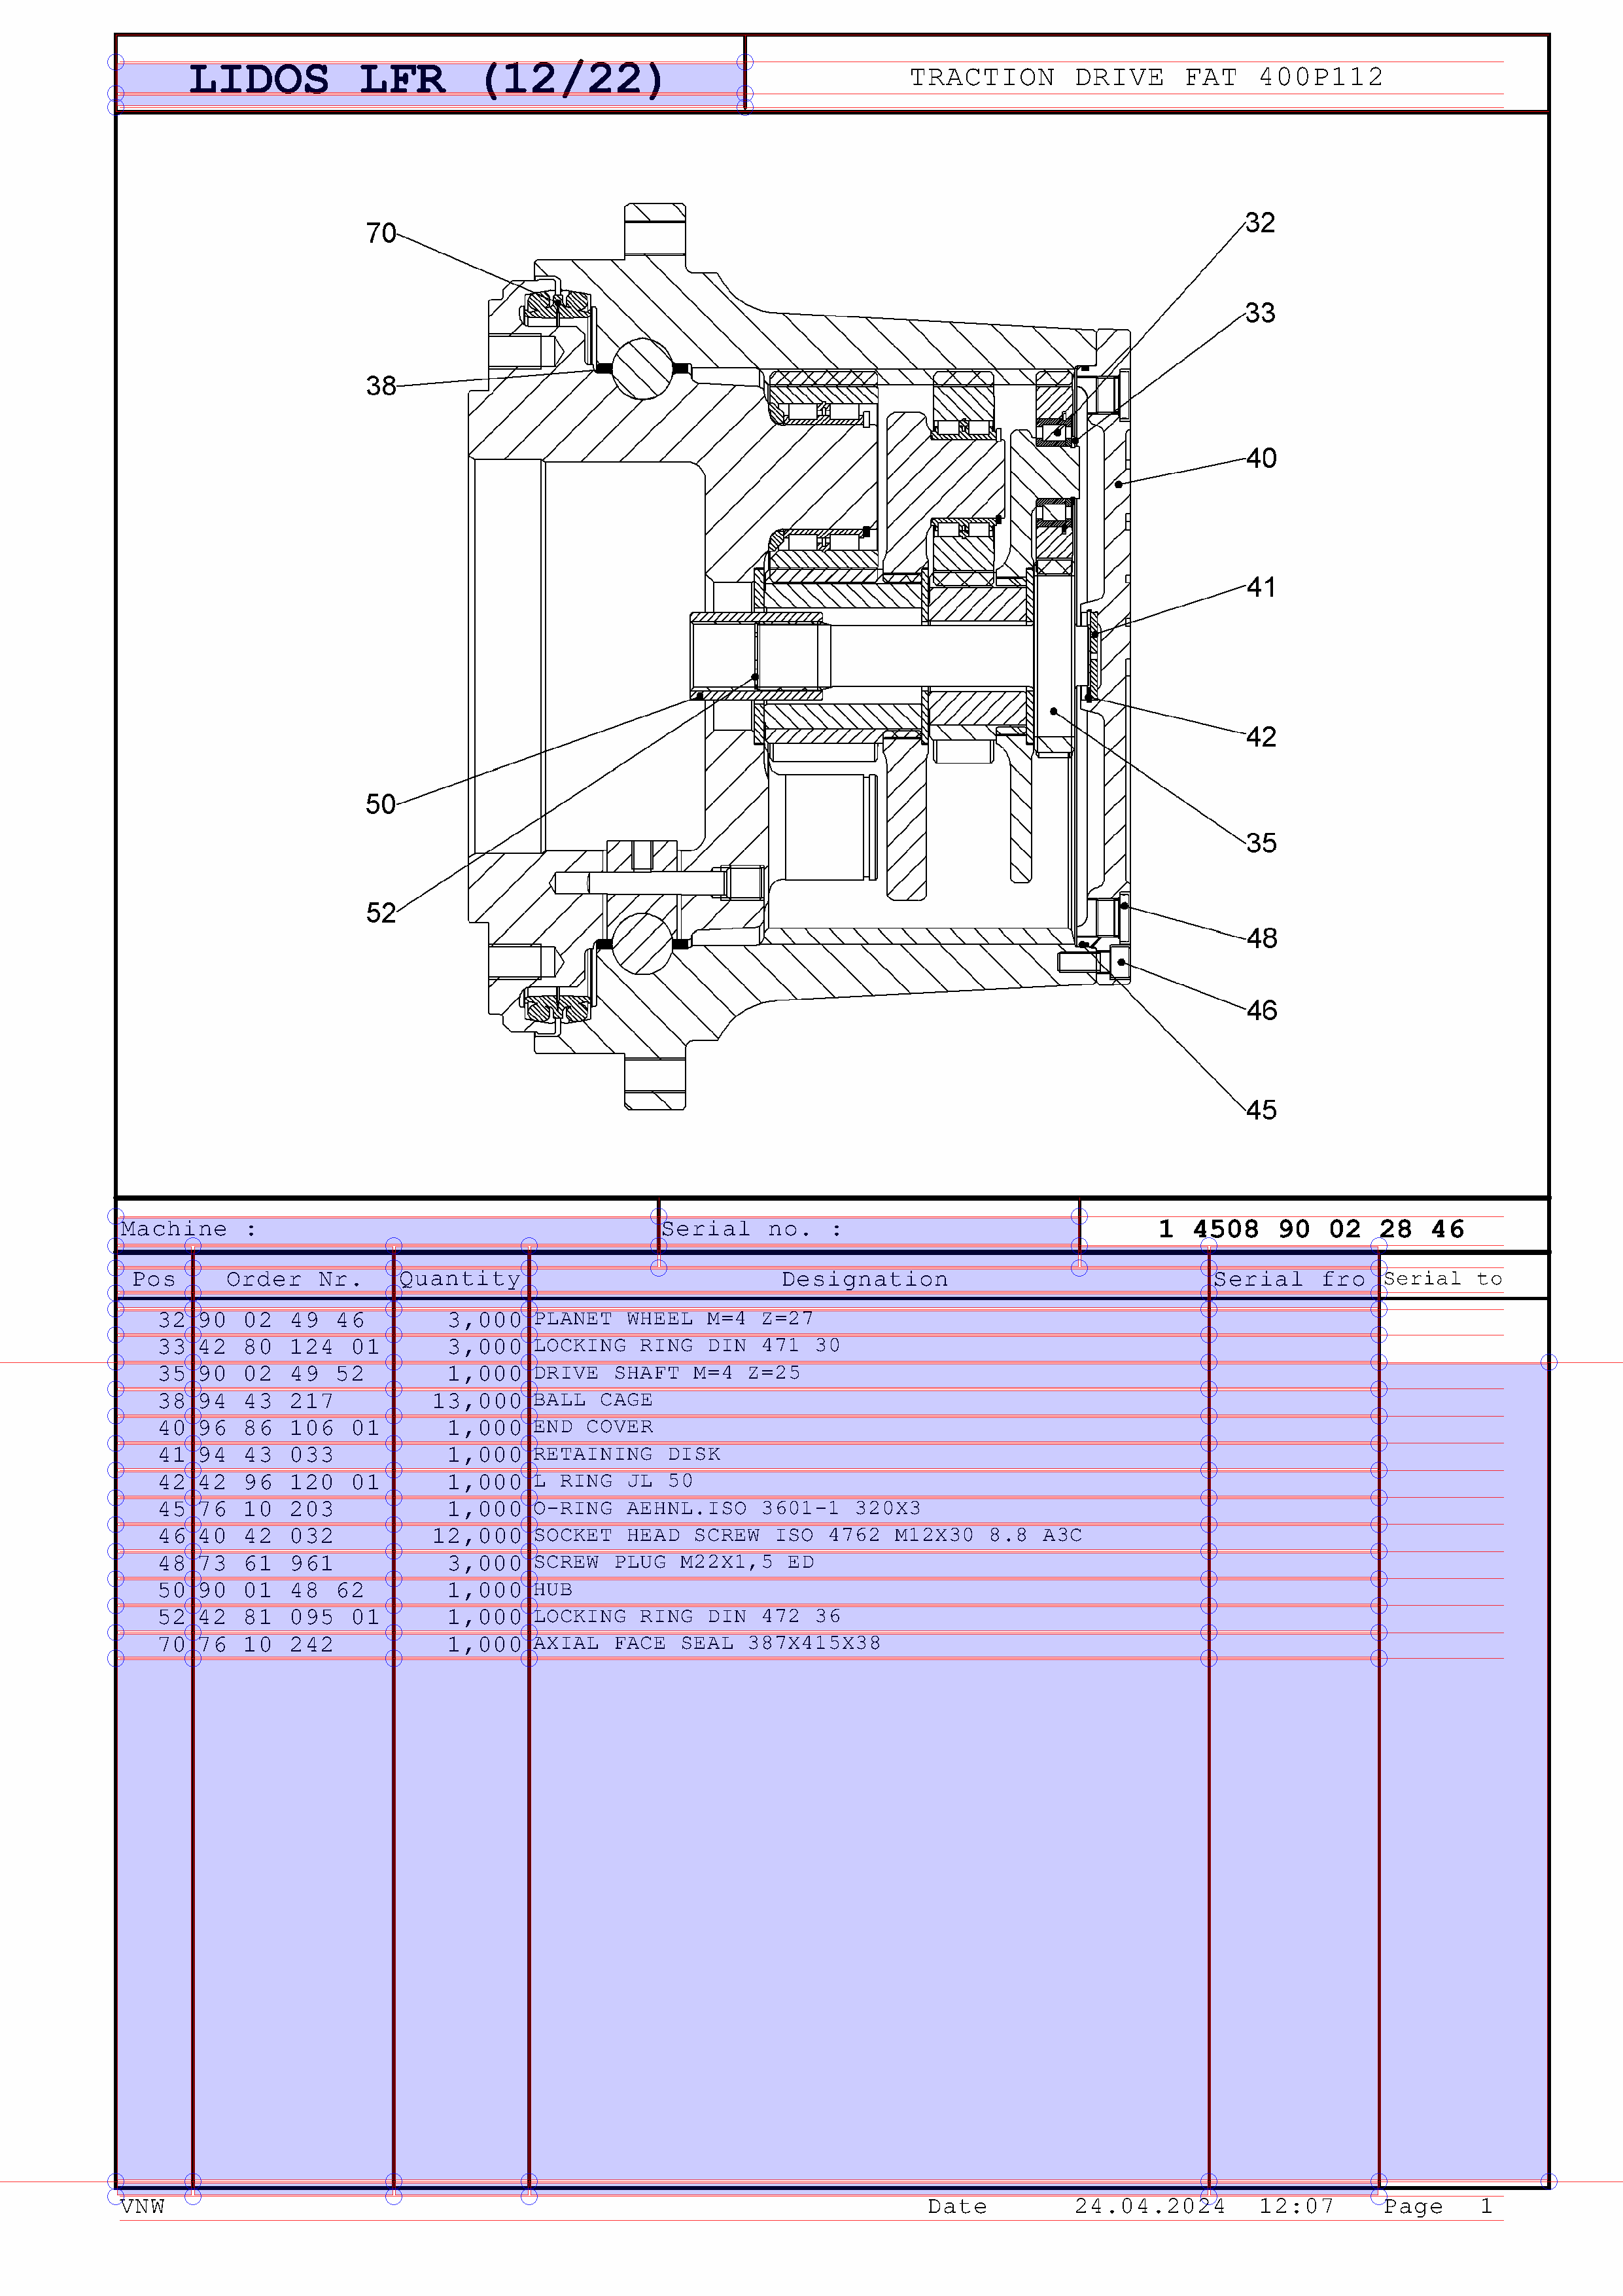 LIDOS LFR (12/22) TRACTION DRIVE FAT 400P112
70 32
33
38
40
41
42
50
35
52
48
46
45
Machine : Serial no. : 1 4508 90 02 28 46
Pos Order Nr. Quantity Designation Serial fro Serial to
32 90 02 49 46 3,000 PLANET WHEEL M=4 Z=27
33 42 80 124 01 3,000 LOCKING RING DIN 471 30
35 90 02 49 52 1,000 DRIVE SHAFT M=4 Z=25
38 94 43 217 13,000 BALL CAGE
40 96 86 106 01 1,000 END COVER
41 94 43 033 1,000 RETAINING DISK
42 42 96 120 01 1,000 L RING JL 50
45 76 10 203 1,000 O-RING AEHNL.ISO 3601-1 320X3
46 40 42 032 12,000 SOCKET HEAD SCREW ISO 4762 M12X30 8.8 A3C
48 73 61 961 3,000 SCREW PLUG M22X1,5 ED
50 90 01 48 62 1,000 HUB
52 42 81 095 01 1,000 LOCKING RING DIN 472 36
70 76 10 242 1,000 AXIAL FACE SEAL 387X415X38
VNW Date 24.04.2024 12:07 Page 1